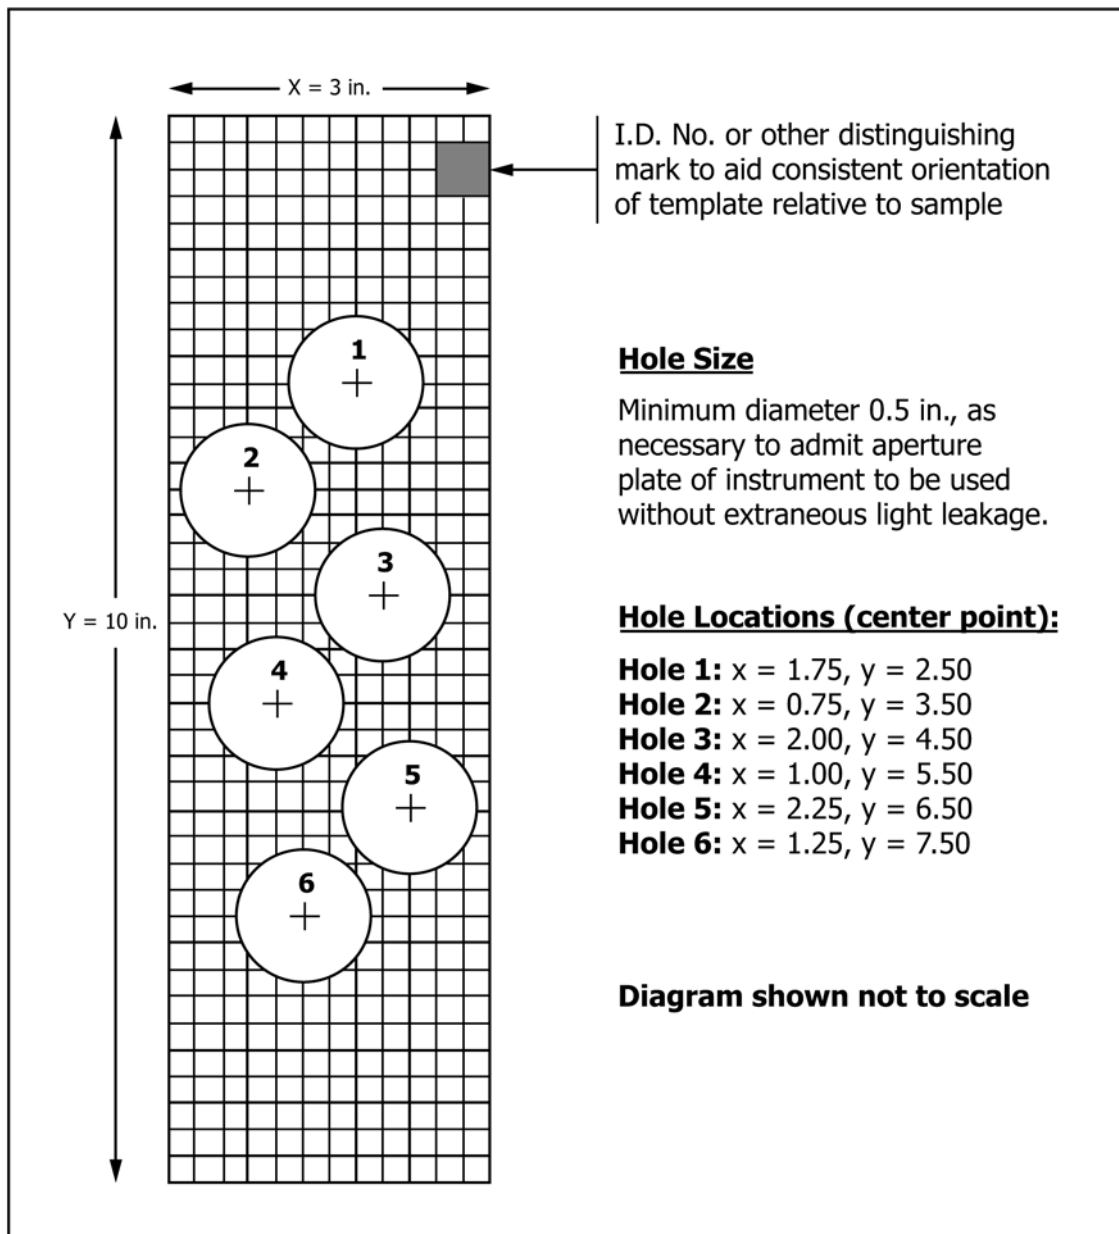 X = 3 in.
I.D. No. or other distinguishing
mark to aid consistent orientation
of template relative to sample
1
Hole Size
Minimum diameter 0.5 in., as
necessary to admit aperture
plate of instrument to be used
without extraneous light leakage.
2
3
Y = 10 in.
Hole Locations (center point):
4
Hole 1: x = 1.75, y = 2.50
Hole 2: x = 0.75, y = 3.50
Hole 3: x = 2.00, y = 4.50
Hole 4: x = 1.00, y = 5.50
Hole 5: x = 2.25, y = 6.50
Hole 6: x = 1.25, y = 7.50
5
6
Diagram shown not to scale